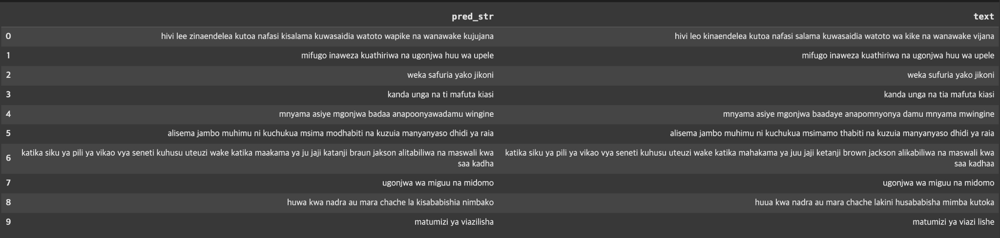 pred_str text
0 hivi lee zinaendelea kutoa nafasi kisalama kuwasaidia watoto wapike na wanawake kujujana hivi leo kinaendelea kutoa nafasi salama kuwasaidia watoto wa kike na wanawake vijana
1 mifugo inaweza kuathiriwa na ugonjwa huu wa upele mifugo inaweza kuathiriwa na ugonjwa huu wa upele
2 weka safuria yako jikoni weka sufuria yako jikoni
3 kanda unga na ti mafuta kiasi kanda unga na tia mafuta kiasi
4 mnyama asiye mgonjwa badaa anapoonyawadamu wingine mnyama asiye mgonjwa baadaye anapomnyonya damu mnyama mwingine
5 alisema jambo muhimu ni kuchukua msima modhabiti na kuzuia manyanyaso dhidi ya raia alisema jambo muhimu ni kuchukua msimamo thabiti na kuzuia manyanyaso dhidi ya raia
6 katika siku ya pili ya vikao vya seneti kuhusu uteuzi wake katika maakama ya ju jaji katanji braun jakson alitabiliwa na maswali kwa
saa kadha
katika siku ya pili ya vikao vya seneti kuhusu uteuzi wake katika mahakama ya juu jaji ketanji brown jackson alikabiliwa na maswali kwa
saa kadhaa
7 ugonjwa wa miguu na midomo ugonjwa wa miguu na midomo
8 huwa kwa nadra au mara chache la kisababishia nimbako huua kwa nadra au mara chache lakini husababisha mimba kutoka
9 matumizi ya viazilisha matumizi ya viazi lishe